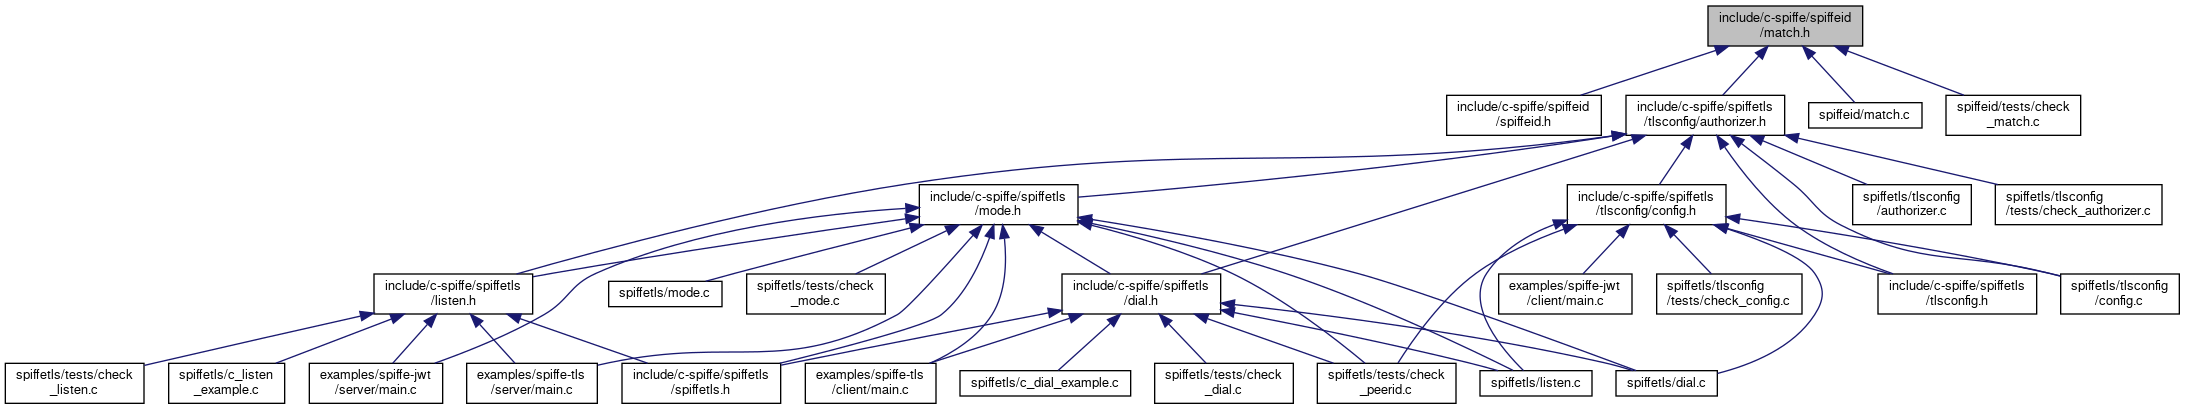 include/c-spiffe/spiffeid
/match.h
include/c-spiffe/spiffeid
/spiffeid.h
include/c-spiffe/spiffetls
/tlsconfig/authorizer.h
spiffeid/match.c
spiffeid/tests/check
_match.c
include/c-spiffe/spiffetls
/mode.h
include/c-spiffe/spiffetls
/tlsconfig/config.h
spiffetls/tlsconfig
/authorizer.c
spiffetls/tlsconfig
/tests/check_authorizer.c
include/c-spiffe/spiffetls
/listen.h
spiffetls/mode.c
spiffetls/tests/check
_mode.c
include/c-spiffe/spiffetls
/dial.h
examples/spiffe-jwt
/client/main.c
spiffetls/tlsconfig
/tests/check_config.c
include/c-spiffe/spiffetls
/tlsconfig.h
spiffetls/tlsconfig
/config.c
spiffetls/tests/check
_listen.c
spiffetls/c_listen
_example.c
examples/spiffe-jwt
/server/main.c
examples/spiffe-tls
/server/main.c
include/c-spiffe/spiffetls
/spiffetls.h
examples/spiffe-tls
/client/main.c
spiffetls/c_dial_example.c
spiffetls/tests/check
_dial.c
spiffetls/tests/check
_peerid.c
spiffetls/listen.c
spiffetls/dial.c